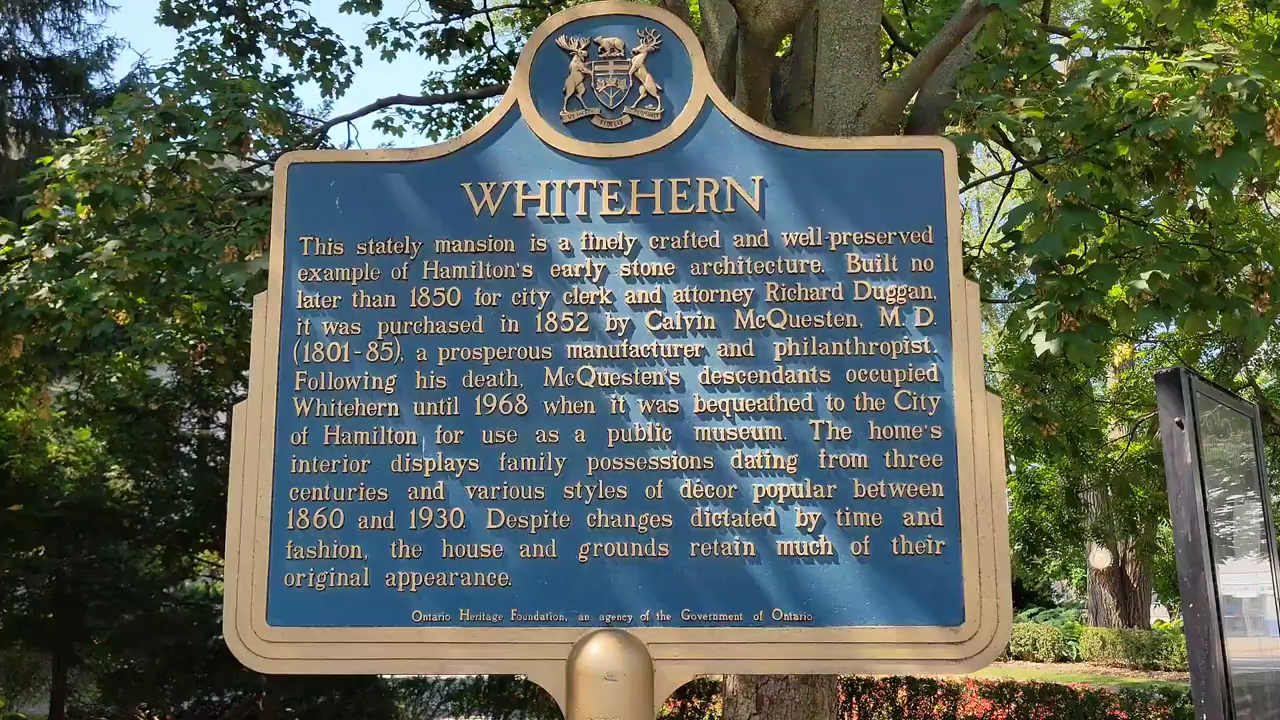 WHITEHERN
This stately mansion is a finely crafted and well-preserved
example of Hamilton's early stone architecture. Built no
later than 1850 for city clerk and attorney Richard Duggan,
it was purchased in 1852 by Calvin McQuesten, M.D.
(1801-85), a prosperous manufacturer and philanthropist.
Following his death, McQuesten's descendants occupied
Whitehern until 1968 when it was bequeathed to the City
of Hamilton for use as a public museum. The home's
interior displays family possessions dating from three
centuries and various styles of décor popular between
1860 and 1930. Despite changes dictated by time and
fashion, the house and grounds retain much of their
original appearance.
Ontario Heritage Foundation, an agency of the Government of Ontario